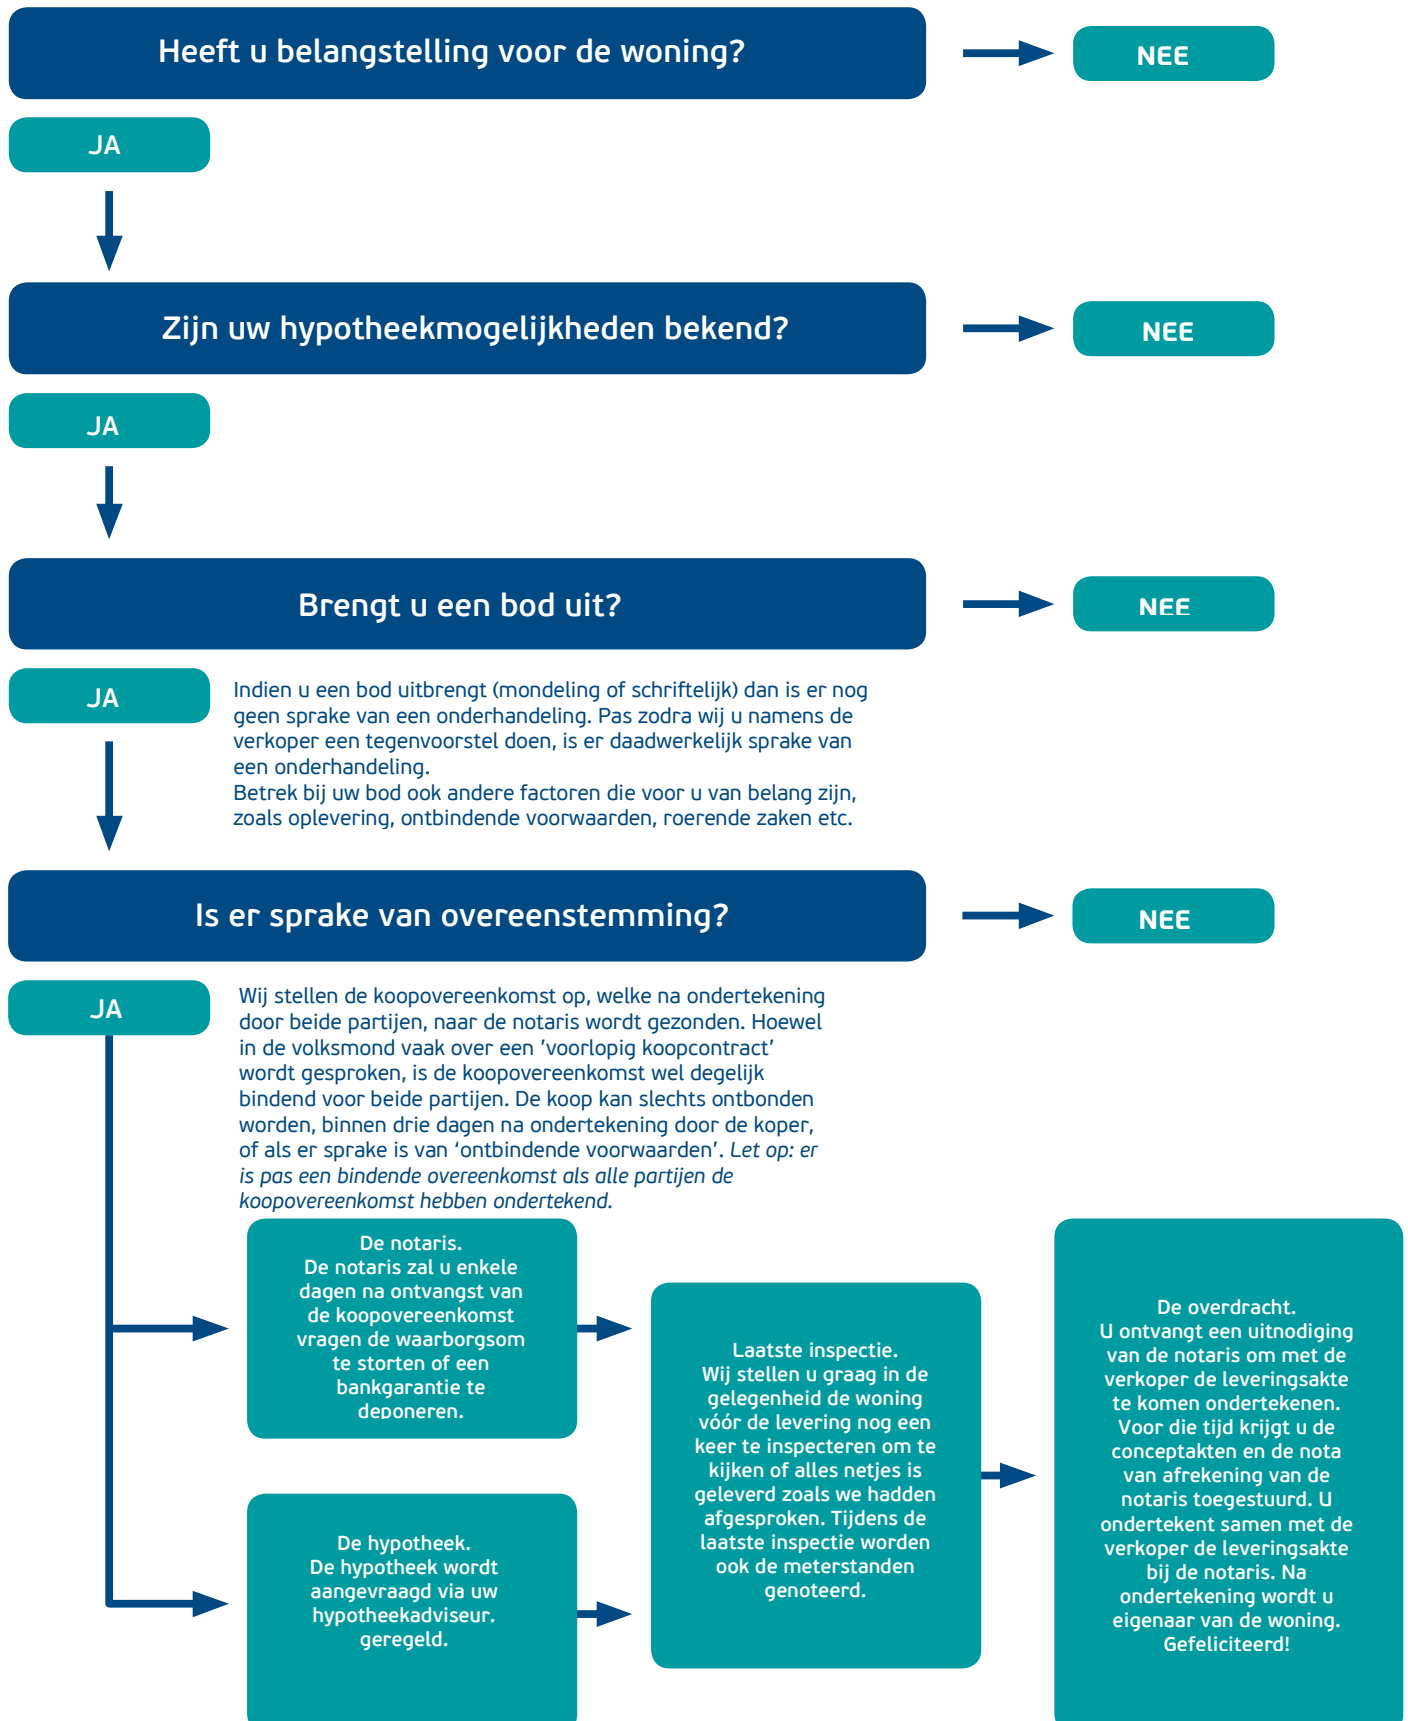 Heeft u belangstelling voor de woning?
NEE
JA
Zijn uw hypotheekmogelijkheden bekend?
NEE
JA
Brengt u een bod uit?
NEE
JA
Indien u een bod uitbrengt (mondeling of schriftelijk) dan is er nog
geen sprake van een onderhandeling. Pas zodra wij u namens de
verkoper een tegenvoorstel doen, is er daadwerkelijk sprake van
een onderhandeling.
Betrek bij uw bod ook andere factoren die voor u van belang zijn,
zoals oplevering, ontbindende voorwaarden, roerende zaken etc.
Is er sprake van overeenstemming?
NEE
JA
Wij stellen de koopovereenkomst op, welke na ondertekening
door beide partijen, naar de notaris wordt gezonden. Hoewel
in de volksmond vaak over een 'voorlopig koopcontract'
wordt gesproken, is de koopovereenkomst wel degelijk
bindend voor beide partijen. De koop kan slechts ontbonden
worden, binnen drie dagen na ondertekening door de koper,
of als er sprake is van ‘ontbindende voorwaarden’. Let op: er
is pas een bindende overeenkomst als alle partijen de
koopovereenkomst hebben ondertekend.
De notaris.
De notaris zal u enkele
dagen na ontvangst van
de koopovereenkomst
vragen de waarborgsom
te storten of een
bankgarantie te
deponeren.
De hypotheek.
De hypotheek wordt
aangevraagd via uw
hypotheekadviseur.
geregeld.
Laatste inspectie.
Wij stellen u graag in de
gelegenheid de woning
vóór de levering nog een
keer te inspecteren om te
kijken of alles netjes is
geleverd zoals we hadden
afgesproken. Tijdens de
laatste inspectie worden
ook de meterstanden
genoteerd.
De overdracht.
U ontvangt een uitnodiging
van de notaris om met de
verkoper de leveringsakte
te komen ondertekenen.
Voor die tijd krijgt u de
conceptakten en de nota
van afrekening van de
notaris toegestuurd. U
ondertekent samen met de
verkoper de leveringsakte
bij de notaris. Na
ondertekening wordt u
eigenaar van de woning.
Gefeliciteerd!